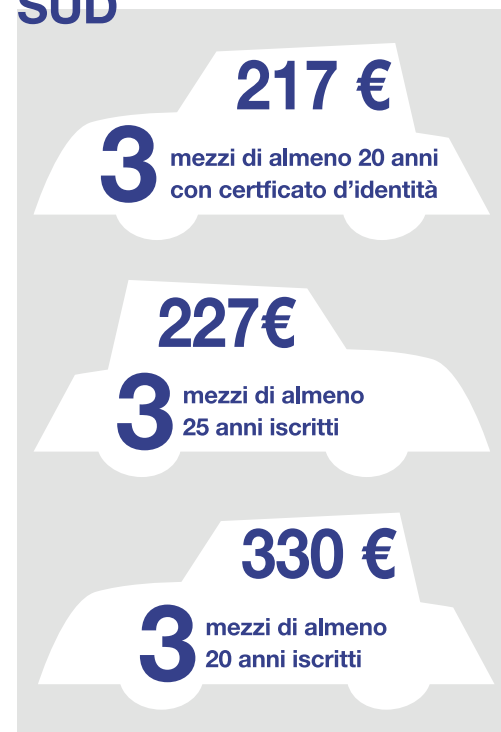 SUD
217 €
3 mezzi di almeno 20 anni
con certficato d’identità
227€
3 mezzi di almeno
25 anni iscritti
330 €
3 mezzi di almeno
20 anni iscritti